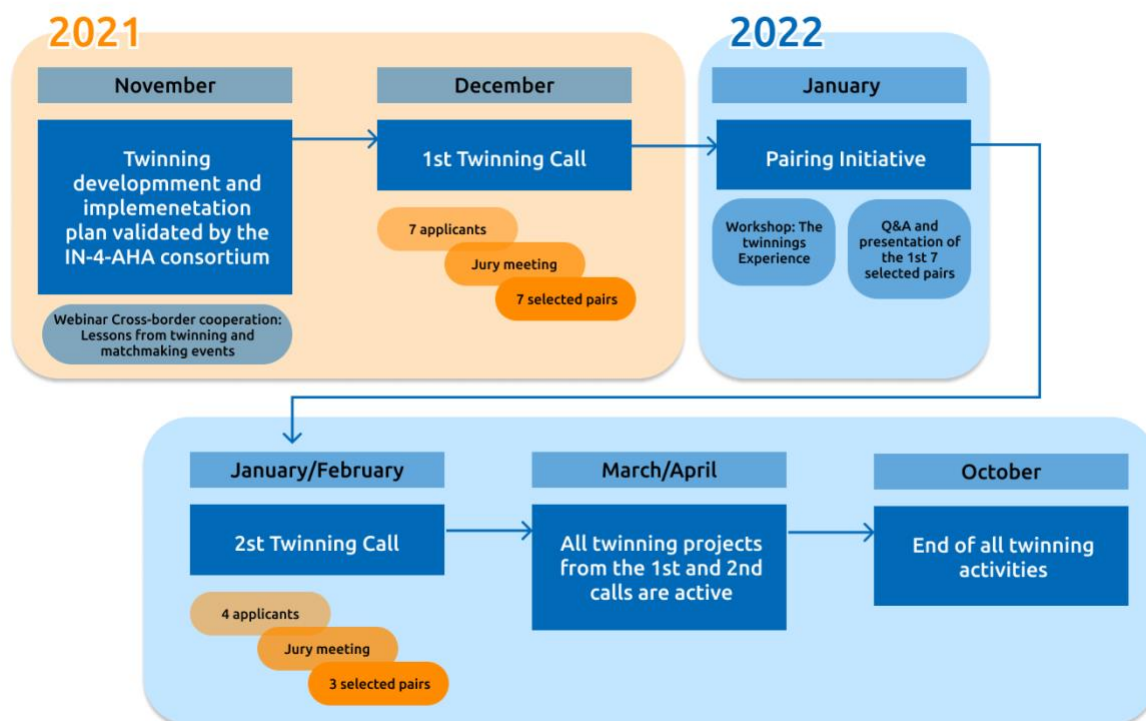 2021
November
Twinning
developmment and
implemenetation
plan validated by the
IN-4-AHA consortium
Webinar Cross-border cooperation:
Lessons from twinning and
matchmaking events
December
1st Twinning Call
7 applicants
Jury meeting
7 selected pairs
2022
January
Pairing Initiative
Workshop: The
twinnings
Experience
Q&A and
presentation of
the 1st 7
selected pairs
January/February
2st Twinning Call
4 applicants
Jury meeting
3 selected pairs
March/April
All twinning projects
from the 1st and 2nd
calls are active
October
End of all twinning
activities